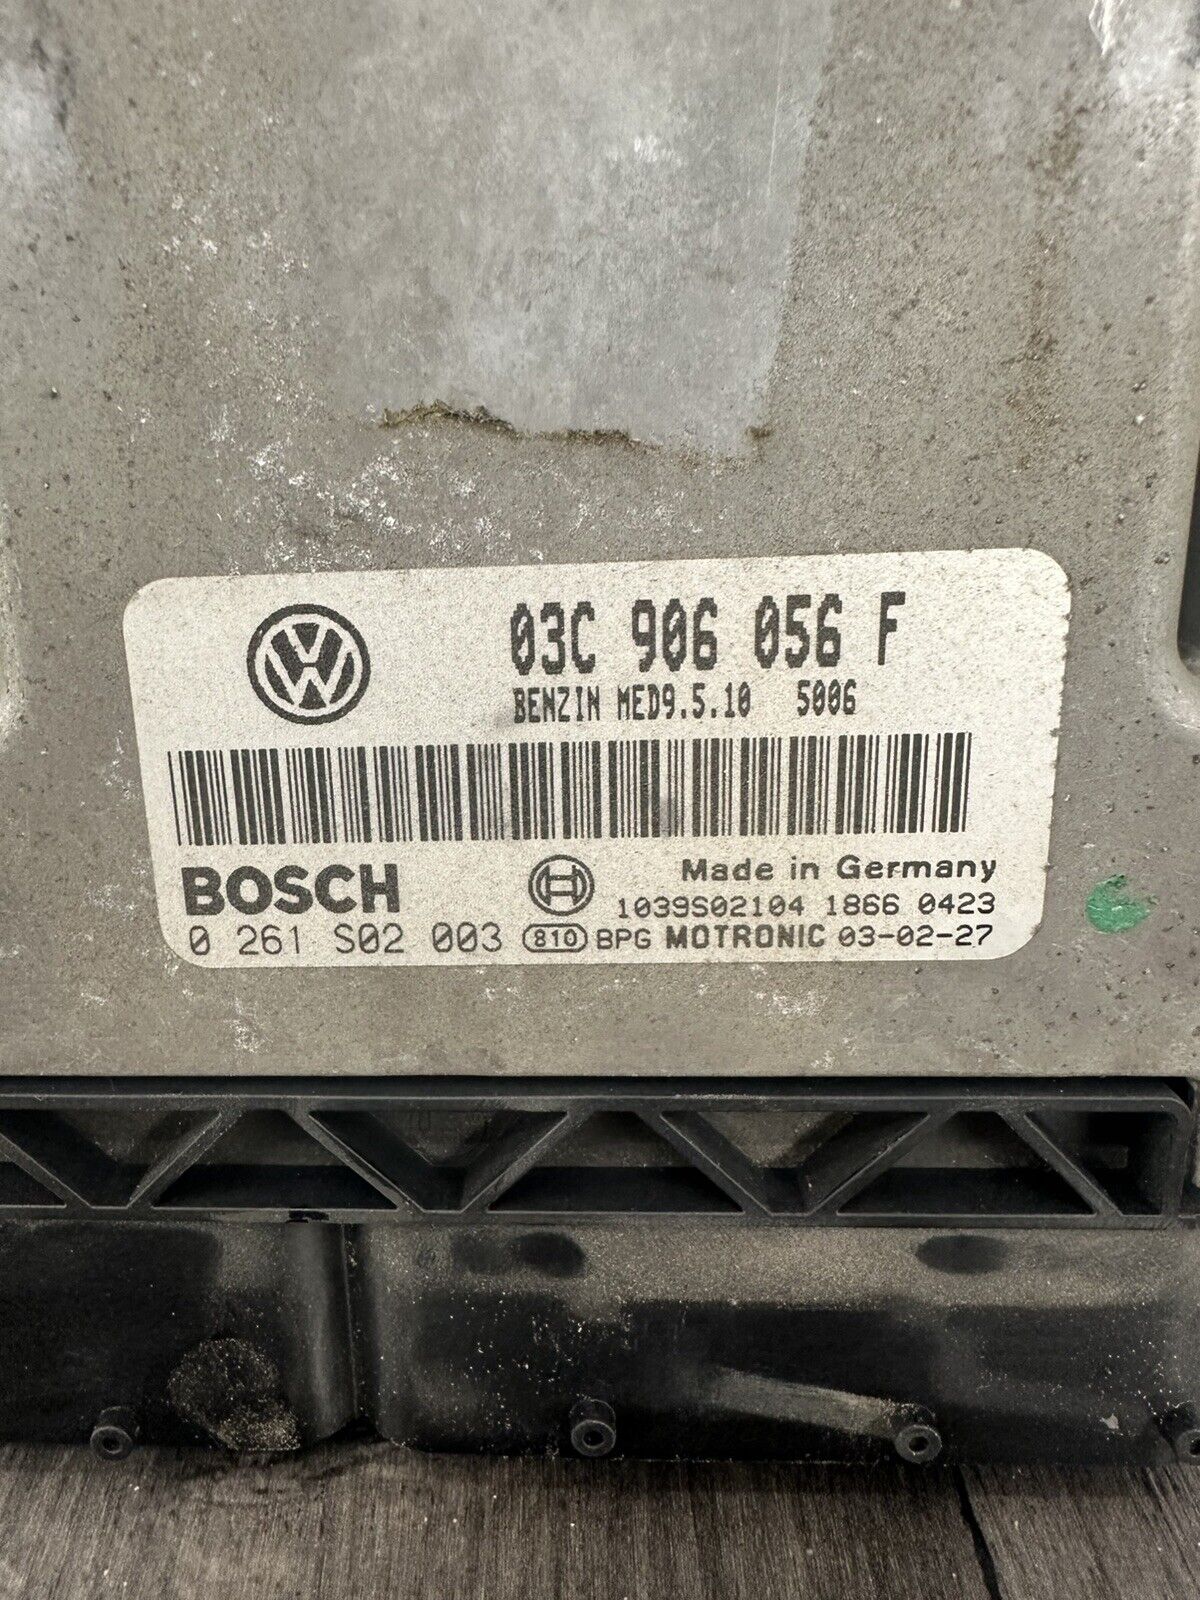 03C 906 056 F
BENZIN MED9.5.10 5006
BOSCH
Made in Germany
1039S02104 1866 0423
0 261 S02 003 810 BPG MOTRONIC 03-02-27